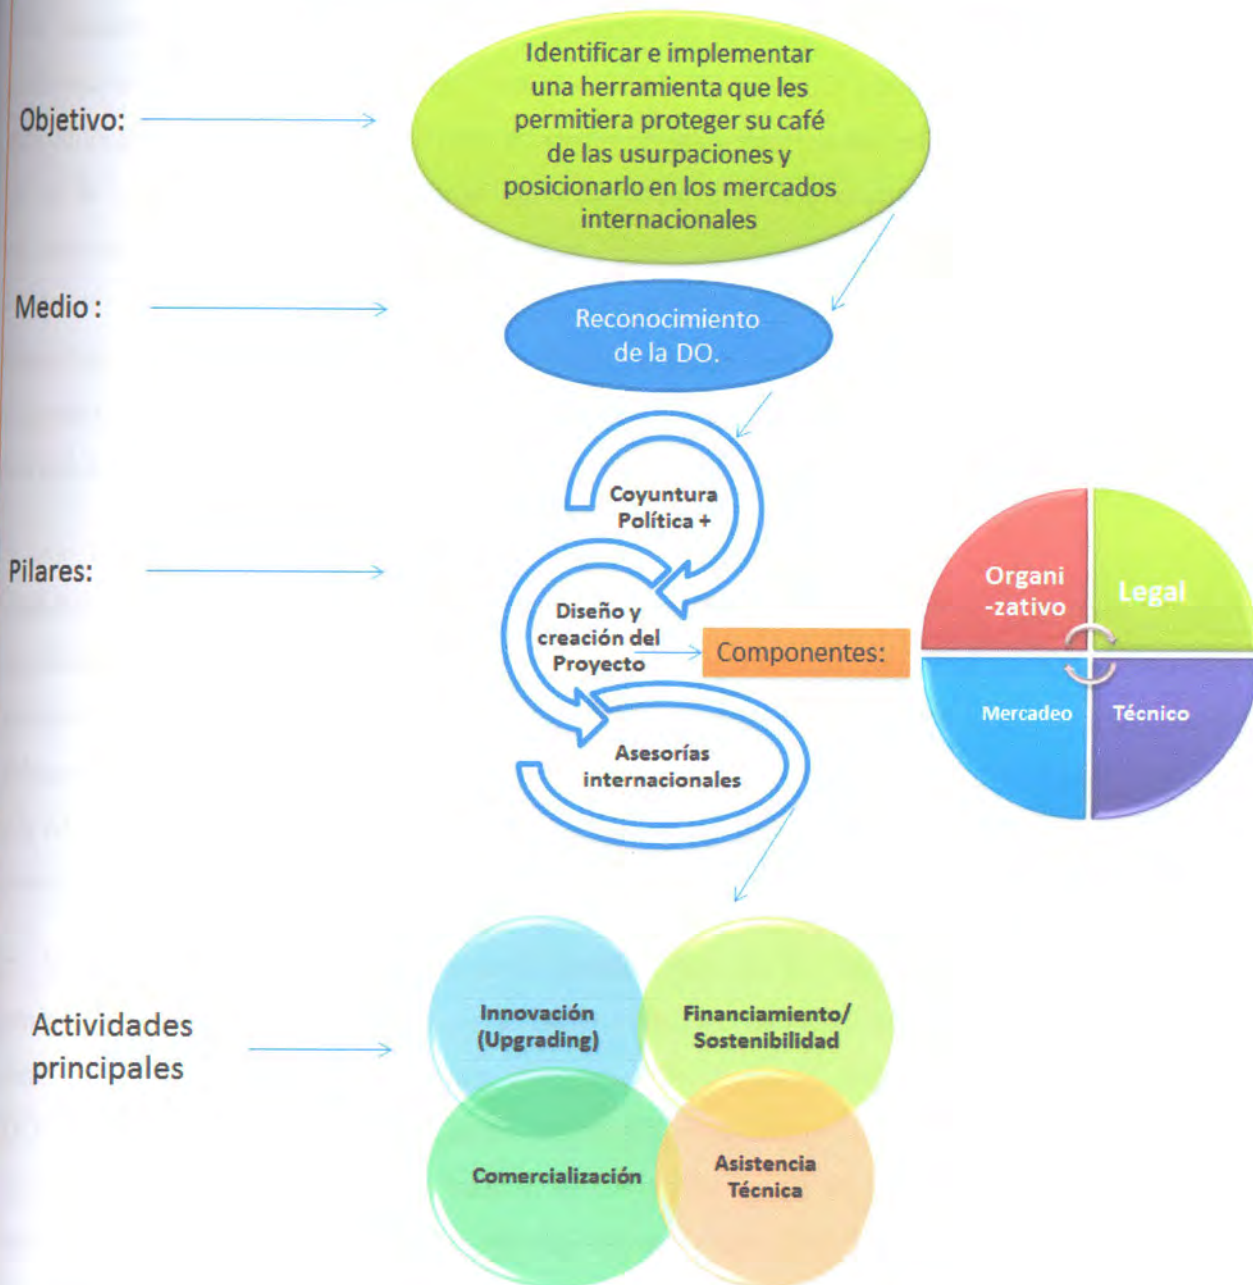 Objetivo:
Identificar e implementar
una herramienta que les
permitiera proteger su café
de las usurpaciones y
posicionarlo en los mercados
internacionales
Medio :
Reconocimiento
de la DO.
Pilares:
Coyuntura
Política +
Diseño y
creación del
Proyecto
Componentes:
Organi
-zativo
Legal
Mercadeo
Técnico
Asesorías
internacionales
Actividades
principales
Innovación
(Upgrading)
Financiamiento/
Sostenibilidad
Comercialización
Asistencia
Técnica